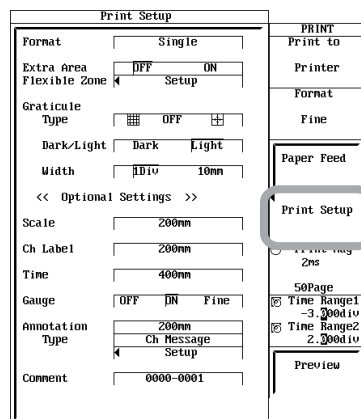 Print Setup
Format Single
Extra Area OFF ON
Flexible Zone Setup
Graticule
Type OFF
Dark/Light Dark Light
Width 1Div 10mm
<< Optional Settings >>
Scale 200mm
Ch Label 200mm
Time 400mm
Gauge OFF ON Fine
Annotation 200mm
Type Ch Message
Setup
Comment 0000-0001
PRINT
Print to
Printer
Format
Fine
Paper Feed
Print Setup
Print Mag
2ms
50Page
Time Range1
-3.000div
Time Range2
2.000div
Preview